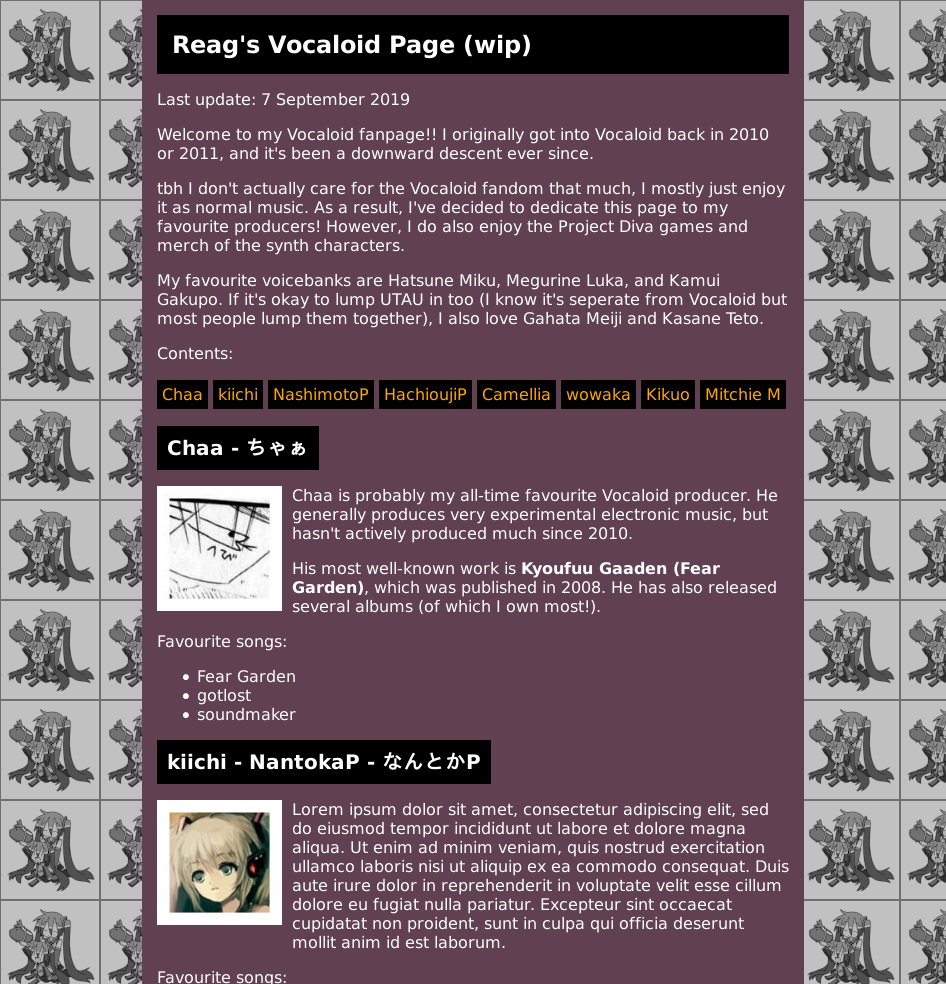 Reag's Vocaloid Page (wip)
Last update: 7 September 2019
Welcome to my Vocaloid fanpage!! I originally got into Vocaloid back in 2010
or 2011, and it's been a downward descent ever since.
tbh I don't actually care for the Vocaloid fandom that much, I mostly just enjoy
it as normal music. As a result, I've decided to dedicate this page to my
favourite producers! However, I do also enjoy the Project Diva games and
merch of the synth characters.
My favourite voicebanks are Hatsune Miku, Megurine Luka, and Kamui
Gakupo. If it's okay to lump UTAU in too (I know it's seperate from Vocaloid but
most people lump them together), I also love Gahata Meiji and Kasane Teto.
Contents:
Chaa kiichi NashimotoP HachioujiP Camellia wowaka Kikuo Mitchie M
Chaa - ちゃぁ
Chaa is probably my all-time favourite Vocaloid producer. He
generally produces very experimental electronic music, but
hasn't actively produced much since 2010.
His most well-known work is Kyoufuu Gaaden (Fear
Garden), which was published in 2008. He has also released
several albums (of which I own most!).
Favourite songs:
• Fear Garden
• gotlost
• soundmaker
kiichi - NantokaP - なんとかP
Lorem ipsum dolor sit amet, consectetur adipiscing elit, sed
do eiusmod tempor incididunt ut labore et dolore magna
aliqua. Ut enim ad minim veniam, quis nostrud exercitation
ullamco laboris nisi ut aliquip ex ea commodo consequat. Duis
aute irure dolor in reprehenderit in voluptate velit esse cillum
dolore eu fugiat nulla pariatur. Excepteur sint occaecat
cupidatat non proident, sunt in culpa qui officia deserunt
mollit anim id est laborum.
Favourite songs: